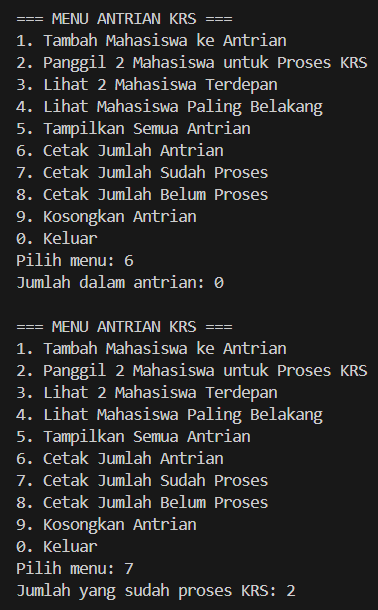 === MENU ANTRIAN KRS ===
1. Tambah Mahasiswa ke Antrian
2. Panggil 2 Mahasiswa untuk Proses KRS
3. Lihat 2 Mahasiswa Terdepan
4. Lihat Mahasiswa Paling Belakang
5. Tampilkan Semua Antrian
6. Cetak Jumlah Antrian
7. Cetak Jumlah Sudah Proses
8. Cetak Jumlah Belum Proses
9. Kosongkan Antrian
0. Keluar
Pilih menu: 6
Jumlah dalam antrian: 0

=== MENU ANTRIAN KRS ===
1. Tambah Mahasiswa ke Antrian
2. Panggil 2 Mahasiswa untuk Proses KRS
3. Lihat 2 Mahasiswa Terdepan
4. Lihat Mahasiswa Paling Belakang
5. Tampilkan Semua Antrian
6. Cetak Jumlah Antrian
7. Cetak Jumlah Sudah Proses
8. Cetak Jumlah Belum Proses
9. Kosongkan Antrian
0. Keluar
Pilih menu: 7
Jumlah yang sudah proses KRS: 2